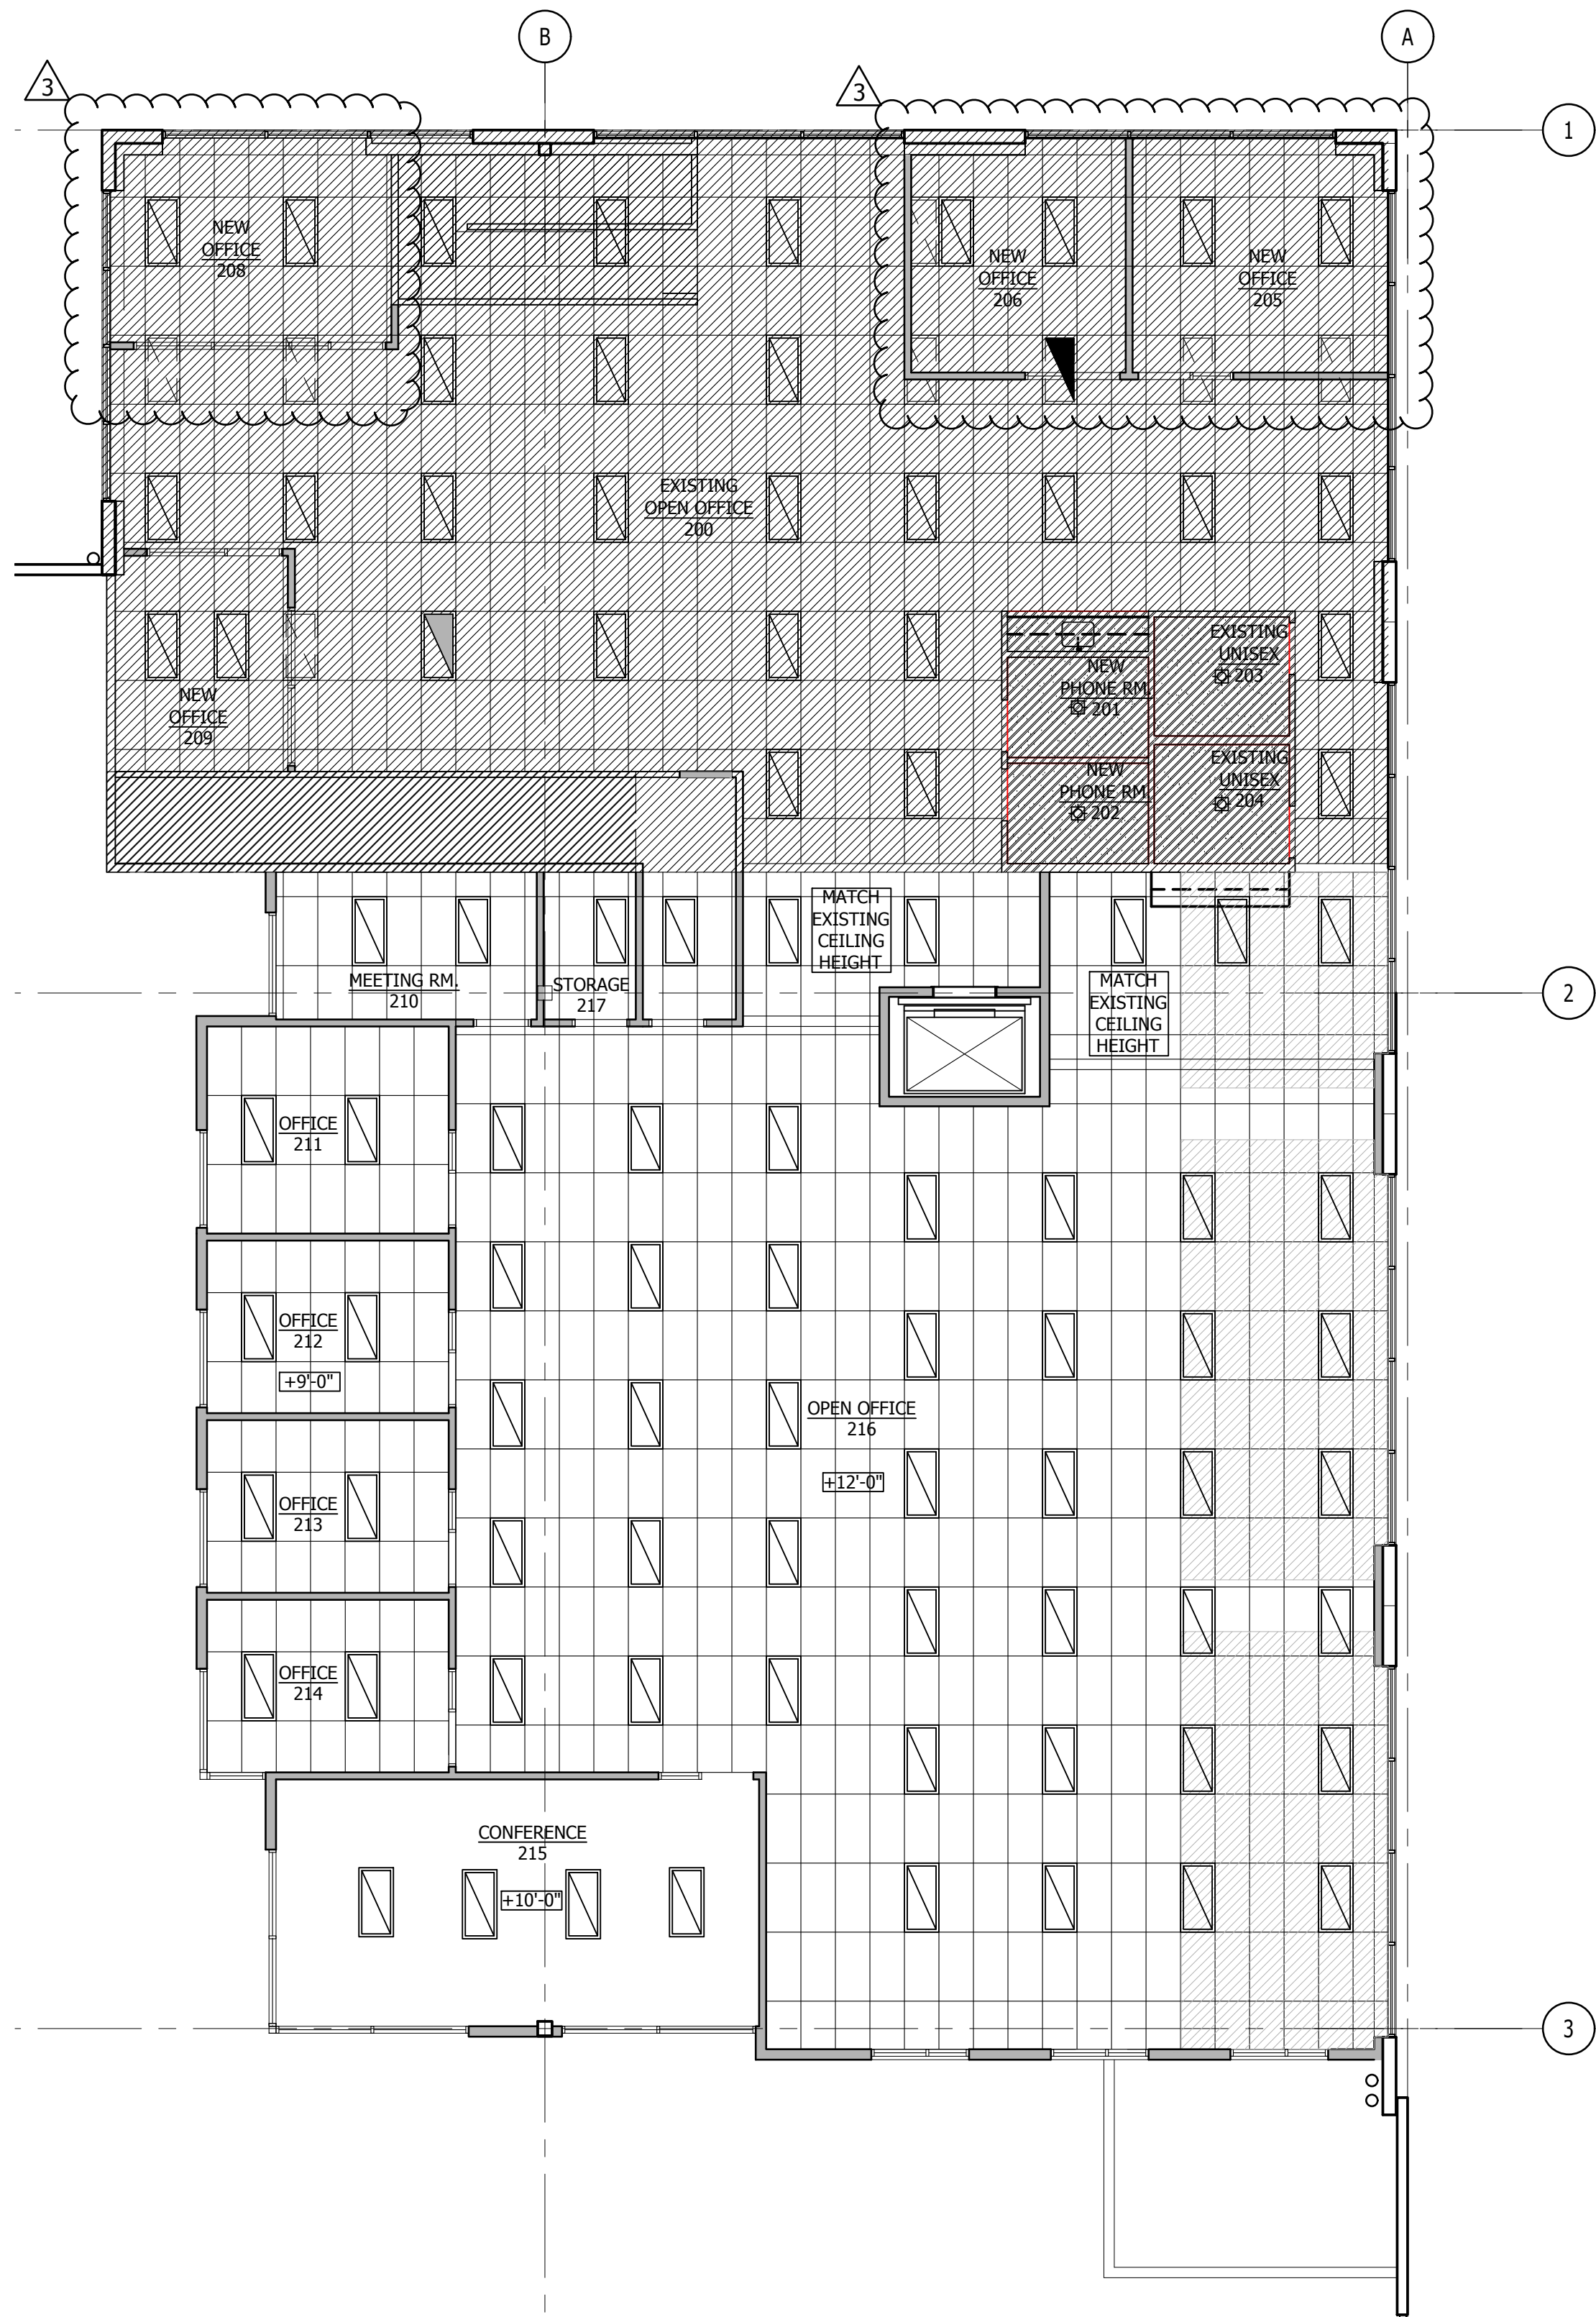 B
A
3
3
1
NEW
OFFICE
208
NEW
OFFICE
206
NEW
OFFICE
205
EXISTING
OPEN OFFICE
200
NEW
OFFICE
209
NEW
PHONE RM.
201
EXISTING
UNISEX
203
NEW
PHONE RM.
202
EXISTING
UNISEX
204
MATCH
EXISTING
CEILING
HEIGHT
MEETING RM.
210
STORAGE
217
MATCH
EXISTING
CEILING
HEIGHT
2
OFFICE
211
OFFICE
212
+9'-0"
OPEN OFFICE
216
+12'-0"
OFFICE
213
OFFICE
214
CONFERENCE
215
+10'-0"
3